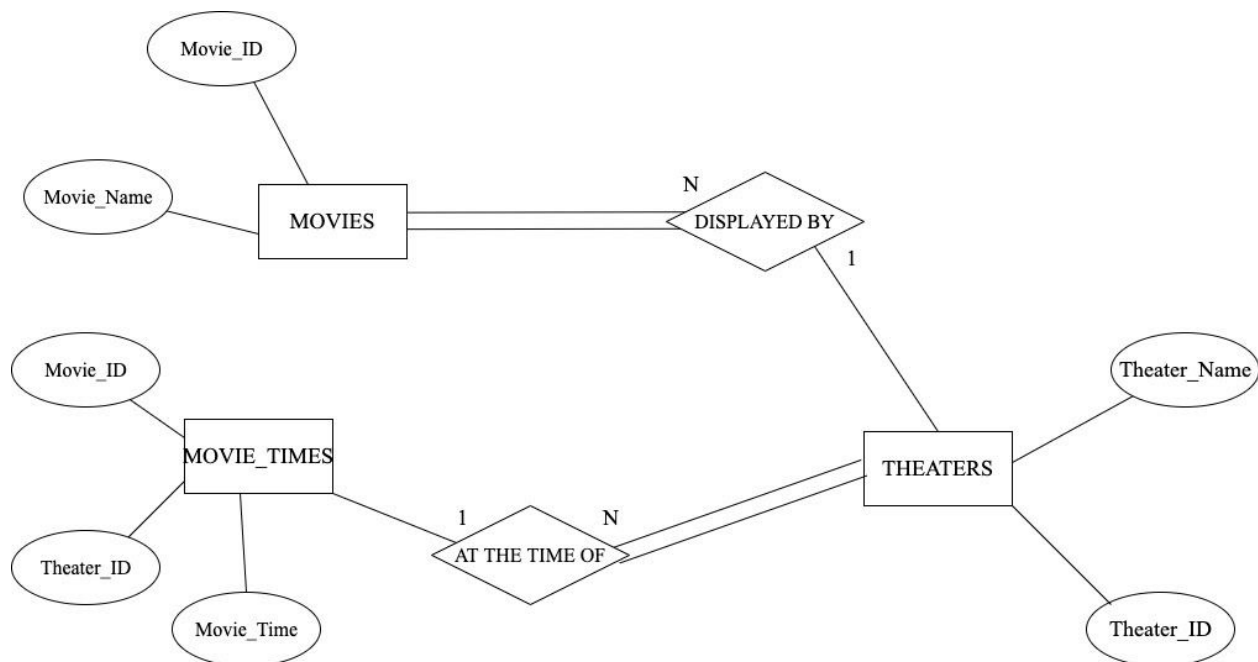 Movie_ID
Movie_Name
MOVIES
N
DISPLAYED BY
1
Movie_ID
MOVIE_TIMES
Theater_ID
Movie_Time
1
AT THE TIME OF
N
THEATERS
Theater_Name
Theater_ID